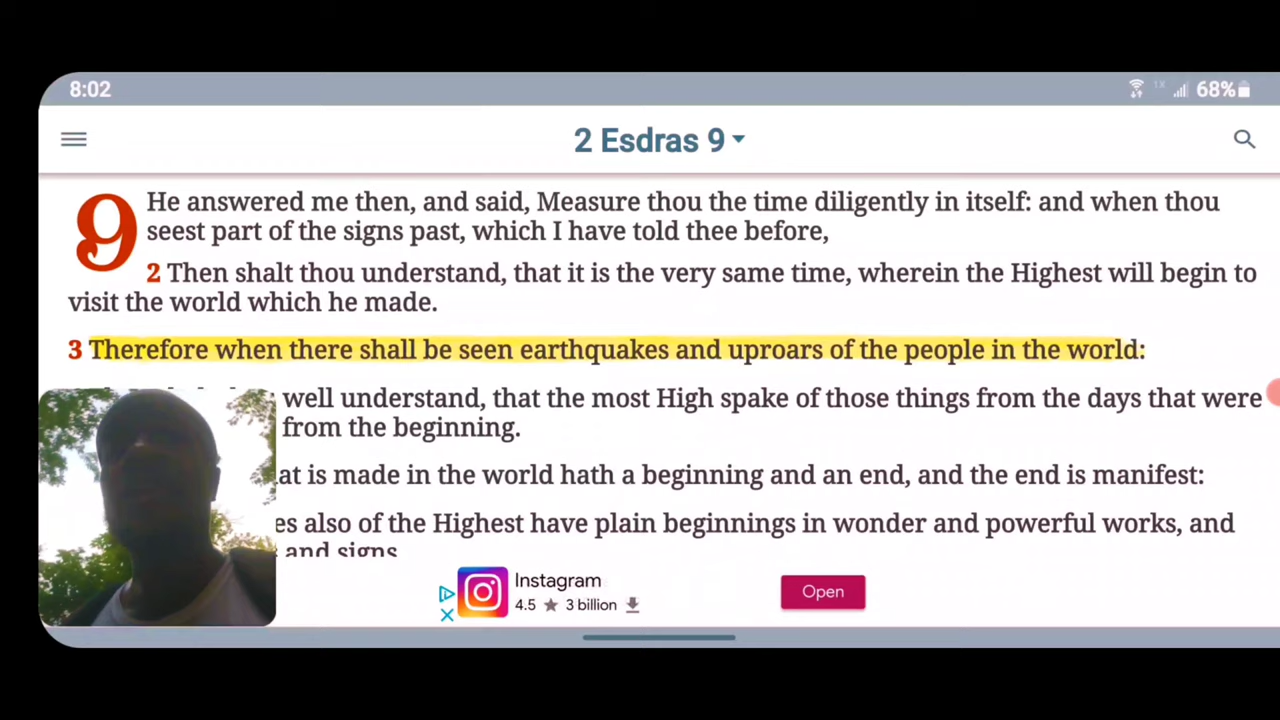 8:02
1X
68%
2 Esdras 9
9 He answered me then, and said, Measure thou the time diligently in itself: and when thou
seest part of the signs past, which I have told thee before,
2 Then shalt thou understand, that it is the very same time, wherein the Highest will begin to
visit the world which he made.
3 Therefore when there shall be seen earthquakes and uproars of the people in the world:
well understand, that the most High spake of those things from the days that were
from the beginning.
at is made in the world hath a beginning and an end, and the end is manifest:
es also of the Highest have plain beginnings in wonder and powerful works, and
and signs
Instagram
4.5 ★ 3 billion
Open